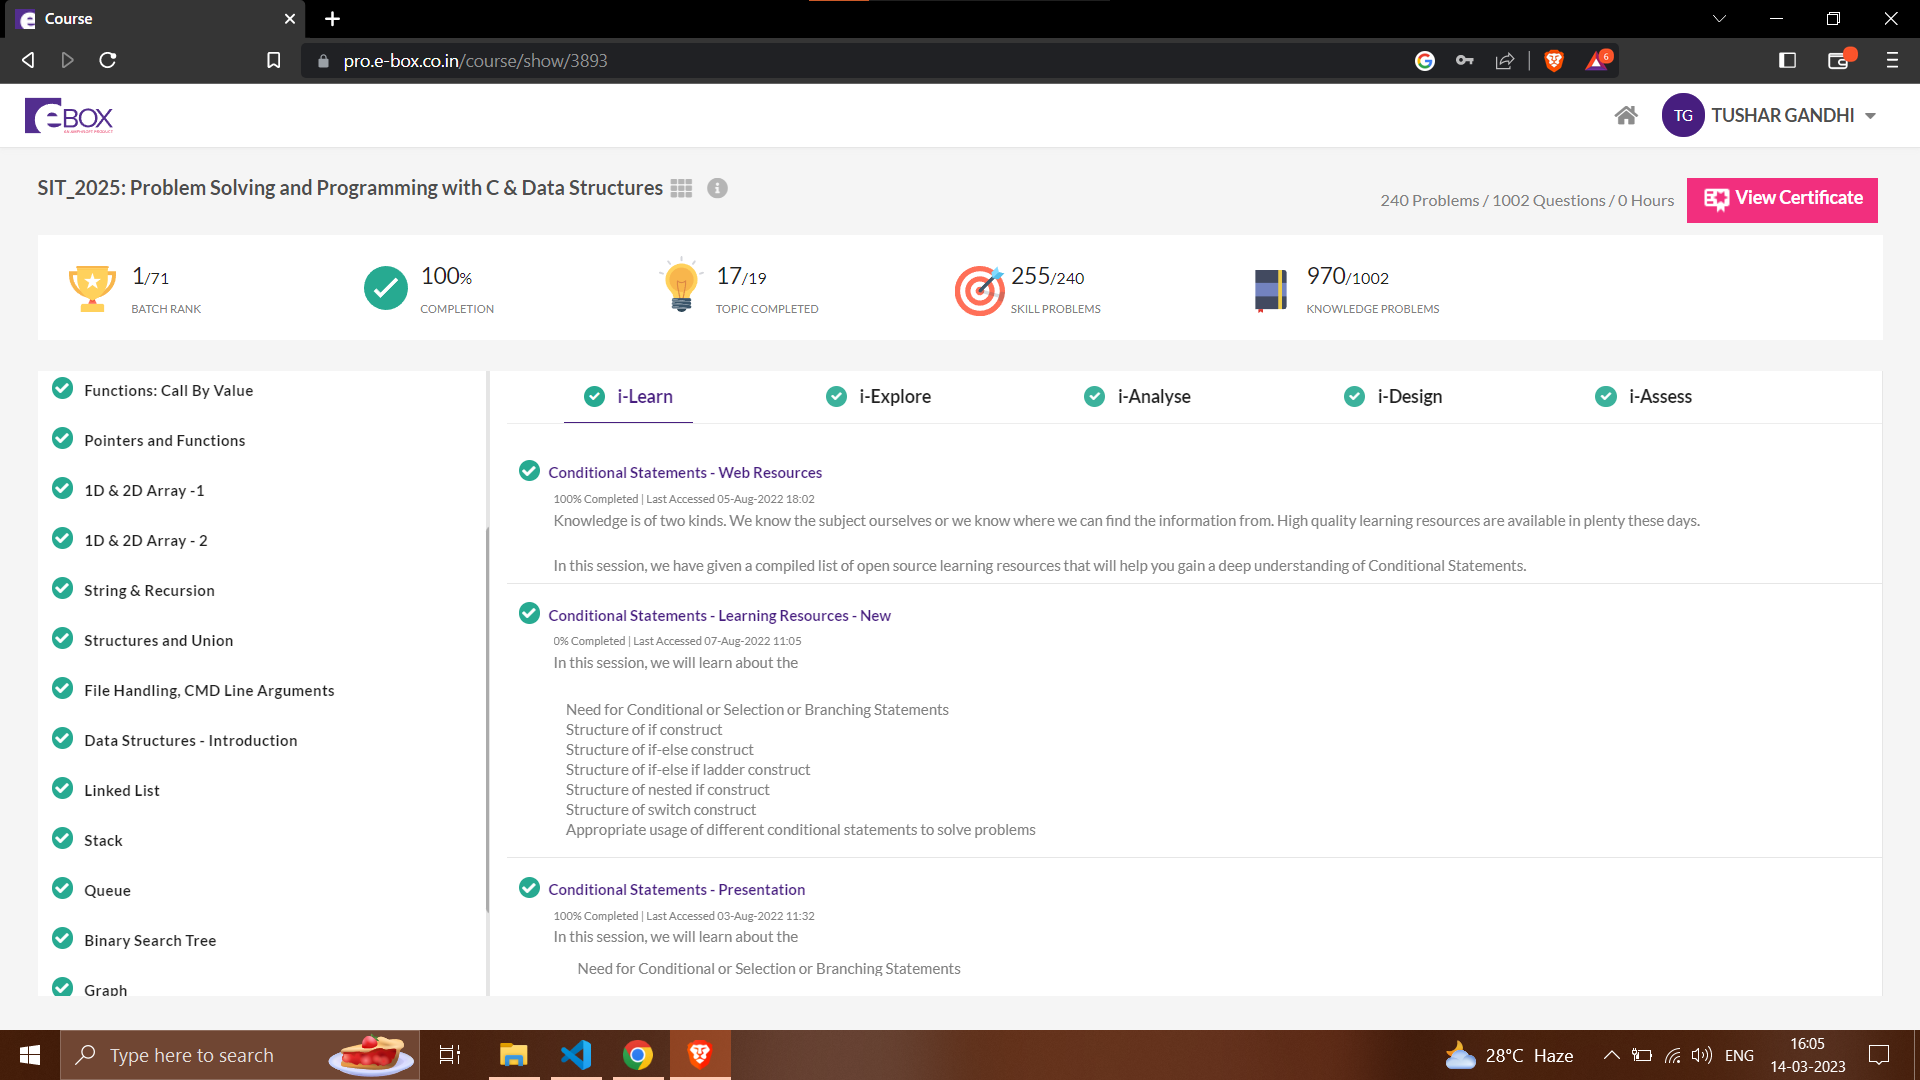 Course
pro.e-box.co.in/course/show/3893
6
eBOX
AN AMPHISOFT PRODUCT
TG
TUSHAR GANDHI
SIT_2025: Problem Solving and Programming with C & Data Structures
240 Problems / 1002 Questions / 0 Hours
View Certificate
1/71
BATCH RANK
100%
COMPLETION
17/19
TOPIC COMPLETED
255/240
SKILL PROBLEMS
970/1002
KNOWLEDGE PROBLEMS
Functions: Call By Value
Pointers and Functions
1D & 2D Array -1
1D & 2D Array - 2
String & Recursion
Structures and Union
File Handling, CMD Line Arguments
Data Structures - Introduction
Linked List
Stack
Queue
Binary Search Tree
Graph
i-Learn
i-Explore
i-Analyse
i-Design
i-Assess
Conditional Statements - Web Resources
100% Completed | Last Accessed 05-Aug-2022 18:02
Knowledge is of two kinds. We know the subject ourselves or we know where we can find the information from. High quality learning resources are available in plenty these days.
In this session, we have given a compiled list of open source learning resources that will help you gain a deep understanding of Conditional Statements.
Conditional Statements - Learning Resources - New
0% Completed | Last Accessed 07-Aug-2022 11:05
In this session, we will learn about the
Need for Conditional or Selection or Branching Statements
Structure of if construct
Structure of if-else construct
Structure of if-else if ladder construct
Structure of nested if construct
Structure of switch construct
Appropriate usage of different conditional statements to solve problems
Conditional Statements - Presentation
100% Completed | Last Accessed 03-Aug-2022 11:32
In this session, we will learn about the
Need for Conditional or Selection or Branching Statements
Type here to search
28°C Haze
ENG
16:05
14-03-2023